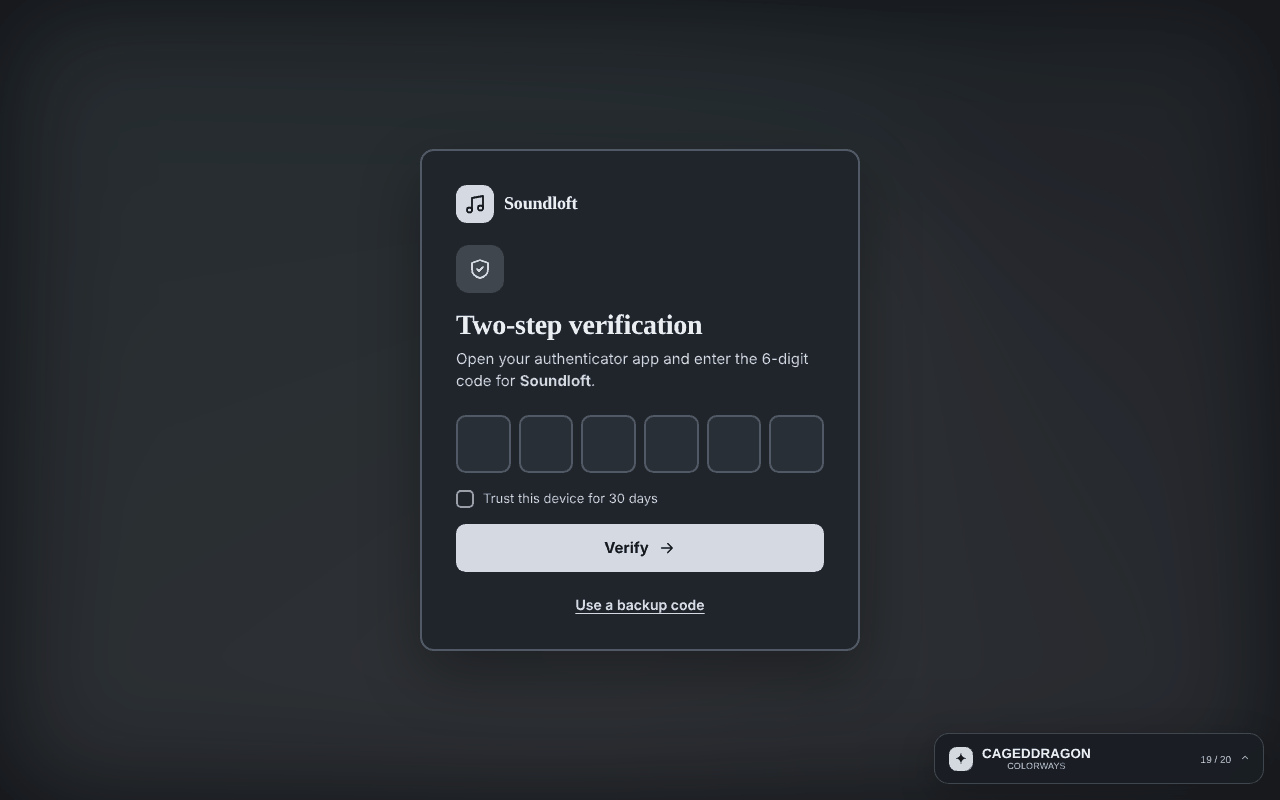 Soundloft
Two-step verification
Open your authenticator app and enter the 6-digit
code for Soundloft.
Trust this device for 30 days
Verify →
Use a backup code
CAGEDDRAGON
COLORWAYS
19 / 20